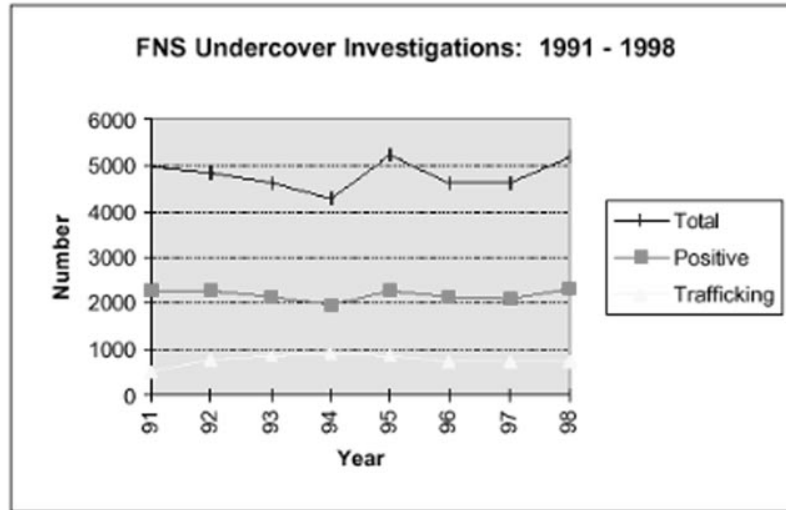 FNS Undercover Investigations: 1991 - 1998
6000
5000
4000
3000
2000
1000
0
Number
91
92
93
94
95
96
97
98
Year
Total
Positive
Trafficking